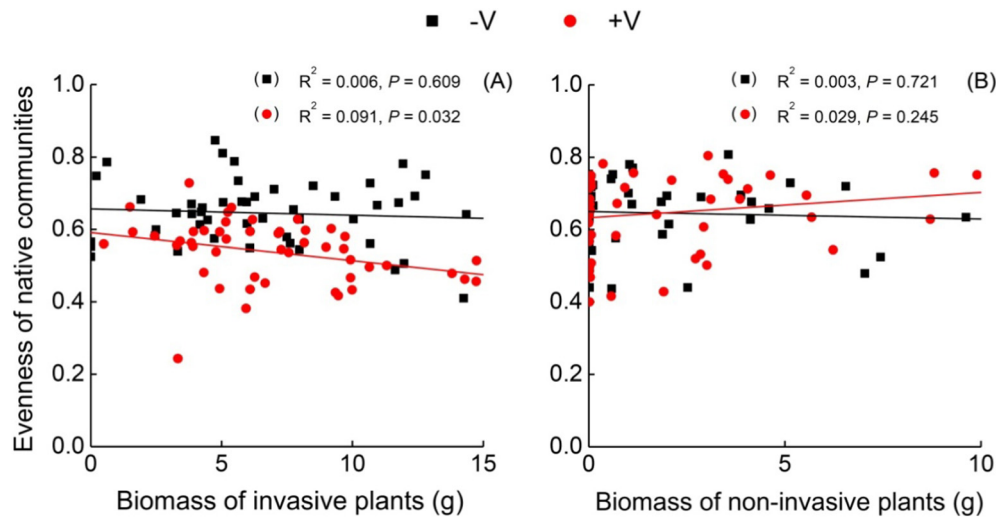 -V +V
(■) R² = 0.006, P = 0.609 (A)
(●) R² = 0.091, P = 0.032
(■) R² = 0.003, P = 0.721 (B)
(●) R² = 0.029, P = 0.245
Evenness of native communities
1.0
0.8
0.6
0.4
0.2
0.0
0 5 10 15
Biomass of invasive plants (g)
1.0
0.8
0.6
0.4
0.2
0.0
0 5 10
Biomass of non-invasive plants (g)